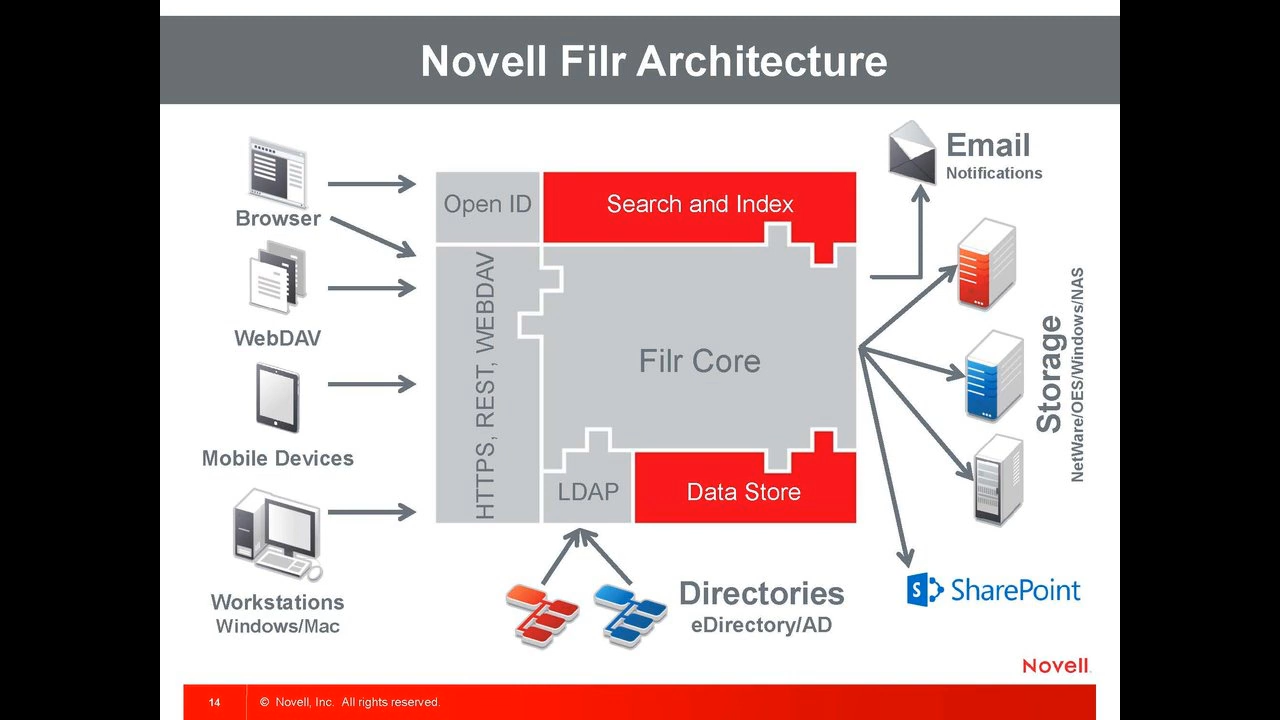 Novell Filr Architecture
Browser
WebDAV
Mobile Devices
Workstations
Windows/Mac
Open ID
Search and Index
HTTPS, REST, WEBDAV
Filr Core
LDAP
Data Store
Directories
eDirectory/AD
Email
Notifications
Storage
NetWare/OES/Windows/NAS
S
SharePoint
Novell.
14
© Novell, Inc. All rights reserved.